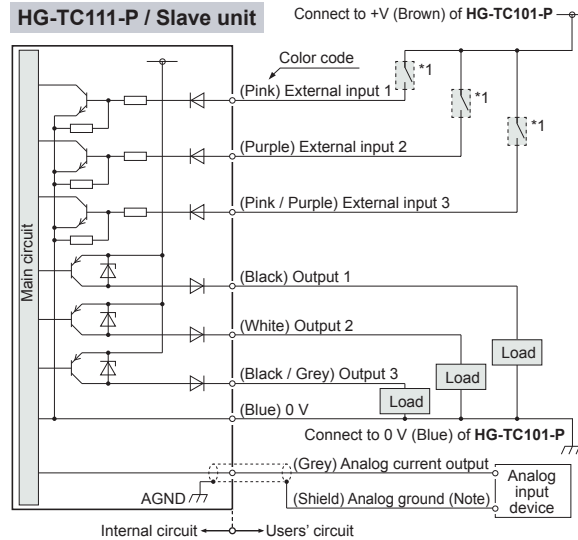 HG-TC111-P / Slave unit
Connect to +V (Brown) of HG-TC101-P
Color code
*1
(Pink) External input 1
*1
*1
(Purple) External input 2
(Pink / Purple) External input 3
Main circuit
(Black) Output 1
(White) Output 2
Load
Load
(Black / Grey) Output 3
Load
(Blue) 0 V
Connect to 0 V (Blue) of HG-TC101-P
(Grey) Analog current output
Analog
input
device
AGND
(Shield) Analog ground (Note)
Internal circuit
Users' circuit